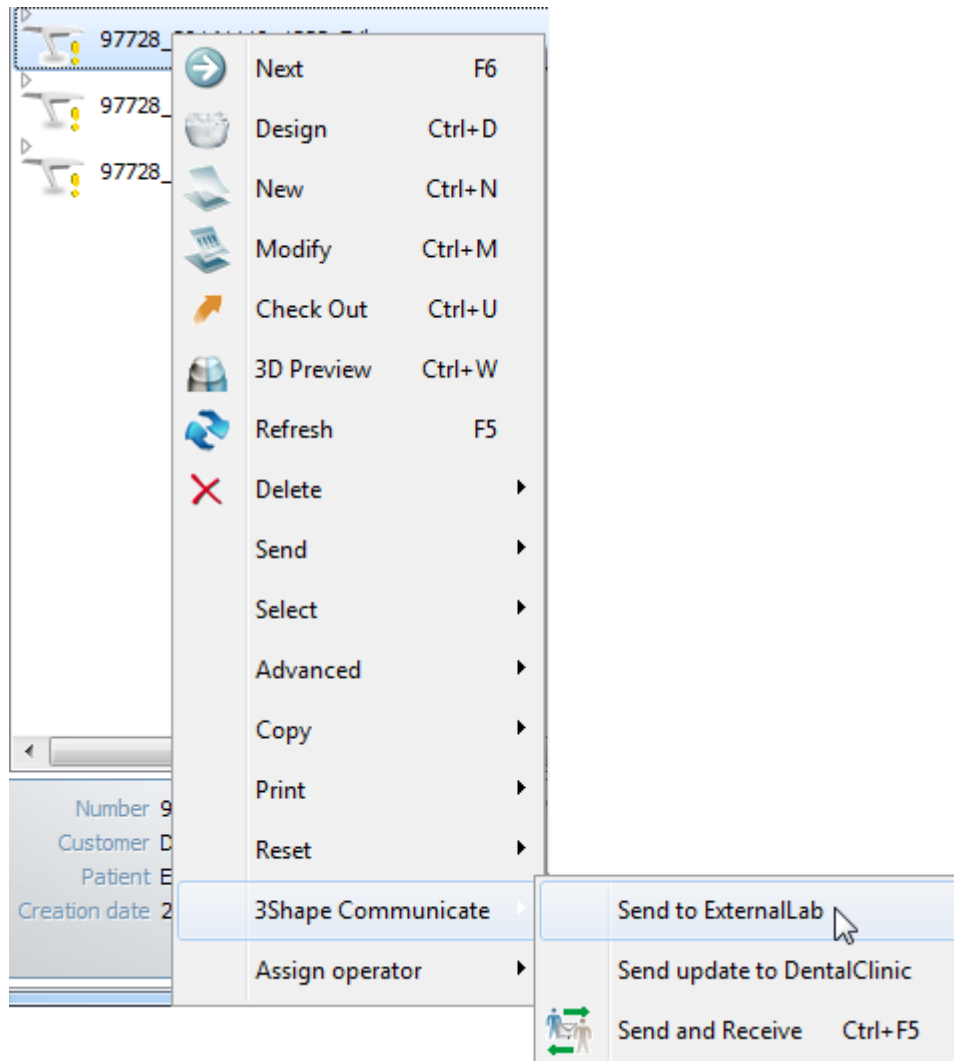 97728_
Next F6
97728_
Design Ctrl+D
97728_
New Ctrl+N
Modify Ctrl+M
Check Out Ctrl+U
3D Preview Ctrl+W
Refresh F5
Delete
Send
Select
Advanced
Copy
Print
Reset
3Shape Communicate
Assign operator
Number 9
Customer D
Patient E
Creation date 2
Send to ExternalLab
Send update to DentalClinic
Send and Receive Ctrl+F5